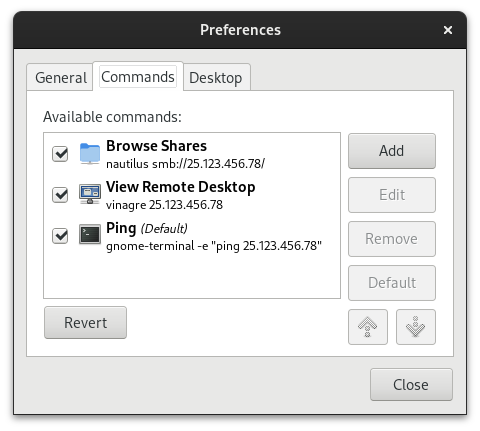 Preferences
General
Commands
Desktop
Available commands:
Browse Shares
nautilus smb://25.123.456.78/
View Remote Desktop
vinagre 25.123.456.78
Ping (Default)
gnome-terminal -e "ping 25.123.456.78"
Add
Edit
Remove
Default
Revert
Close